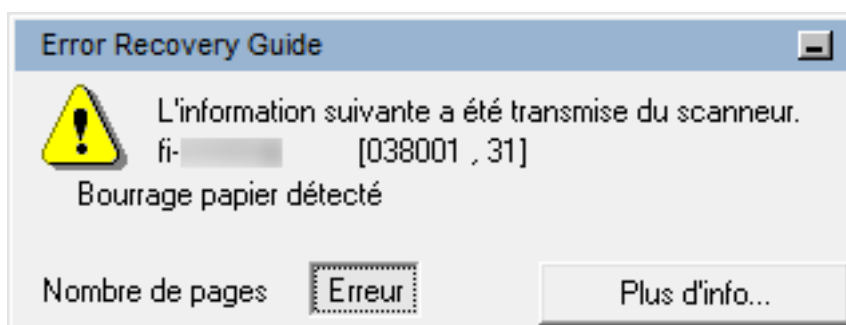 Error Recovery Guide
L'information suivante a été transmise du scanneur.
fi- [038001 , 31]
Bourrage papier détecté
Nombre de pages Erreur Plus d'info...